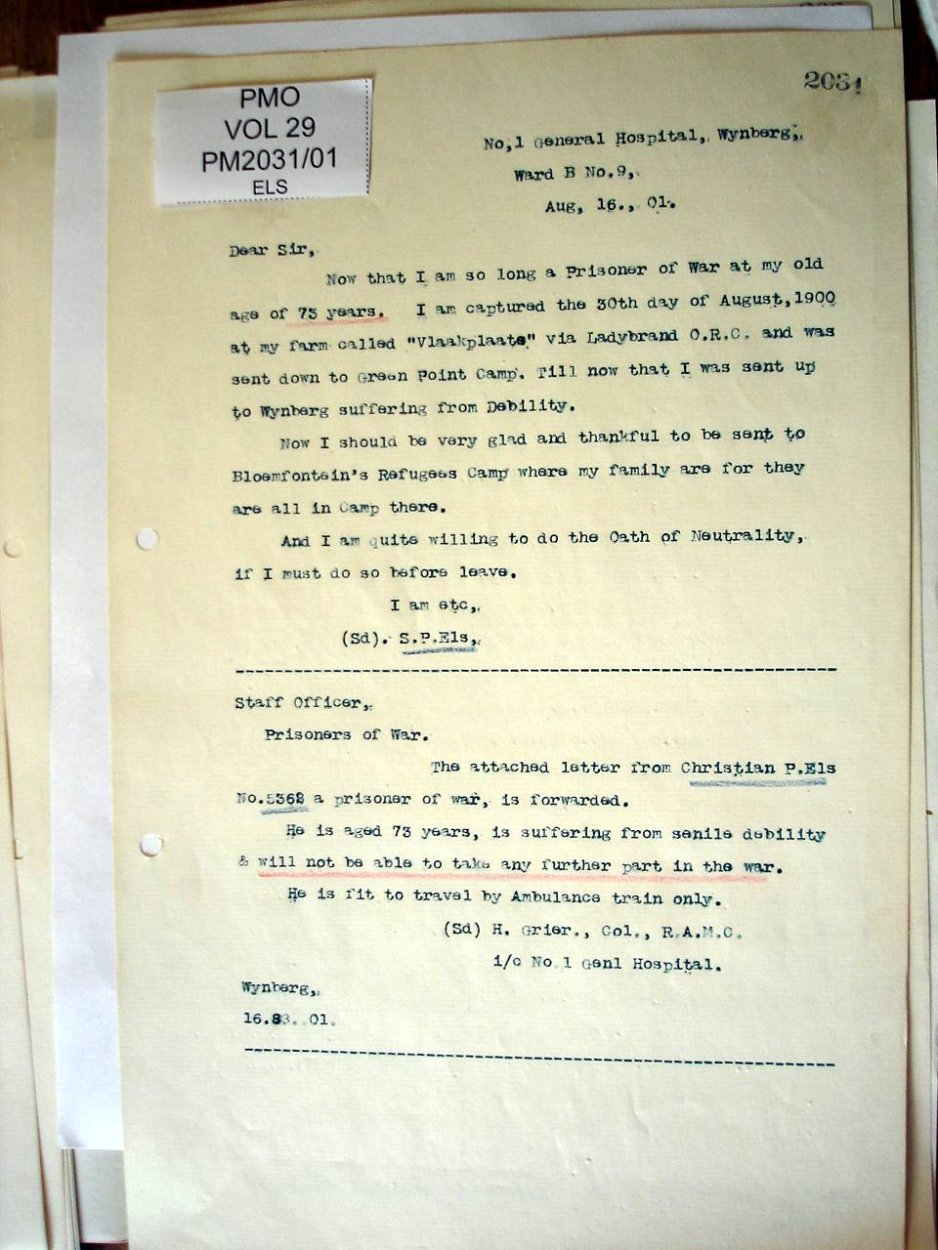 2031
PMO
VOL 29
PM2031/01
ELS
No,1 General Hospital,, Wynberg,,
Ward B No.9,,
Aug, 16., 01.
Dear Sir,
Now that I am so long a Prisoner of War at my old
age of 73 years. I am captured the 30th day of August,1900
at my farm called "Vlaakplaats" via Ladybrand O.R.C. and was
sent down to Green Point Camp. Till now that I was sent up
to Wynberg suffering from Debility.
Now I should be very glad and thankful to be sent to
Bloemfontein's Refugees Camp where my family are for they
are all in Camp there.
And I am quite willing to do the Oath of Neutrality,
if I must do so before leave.
I am etc,,
(Sd). S.P.Els,,
Staff Officer,,
Prisoners of War.
The attached letter from Christian P.Els
No.5362 a prisoner of war, is forwarded.
He is aged 73 years, is suffering from senile debility
& will not be able to take any further part in the war.
He is fit to travel by Ambulance train only.
(Sd) H. Grier., Col., R.A.M.C.
i/c No.1 Genl Hospital.
Wynberg,,
16. 01.